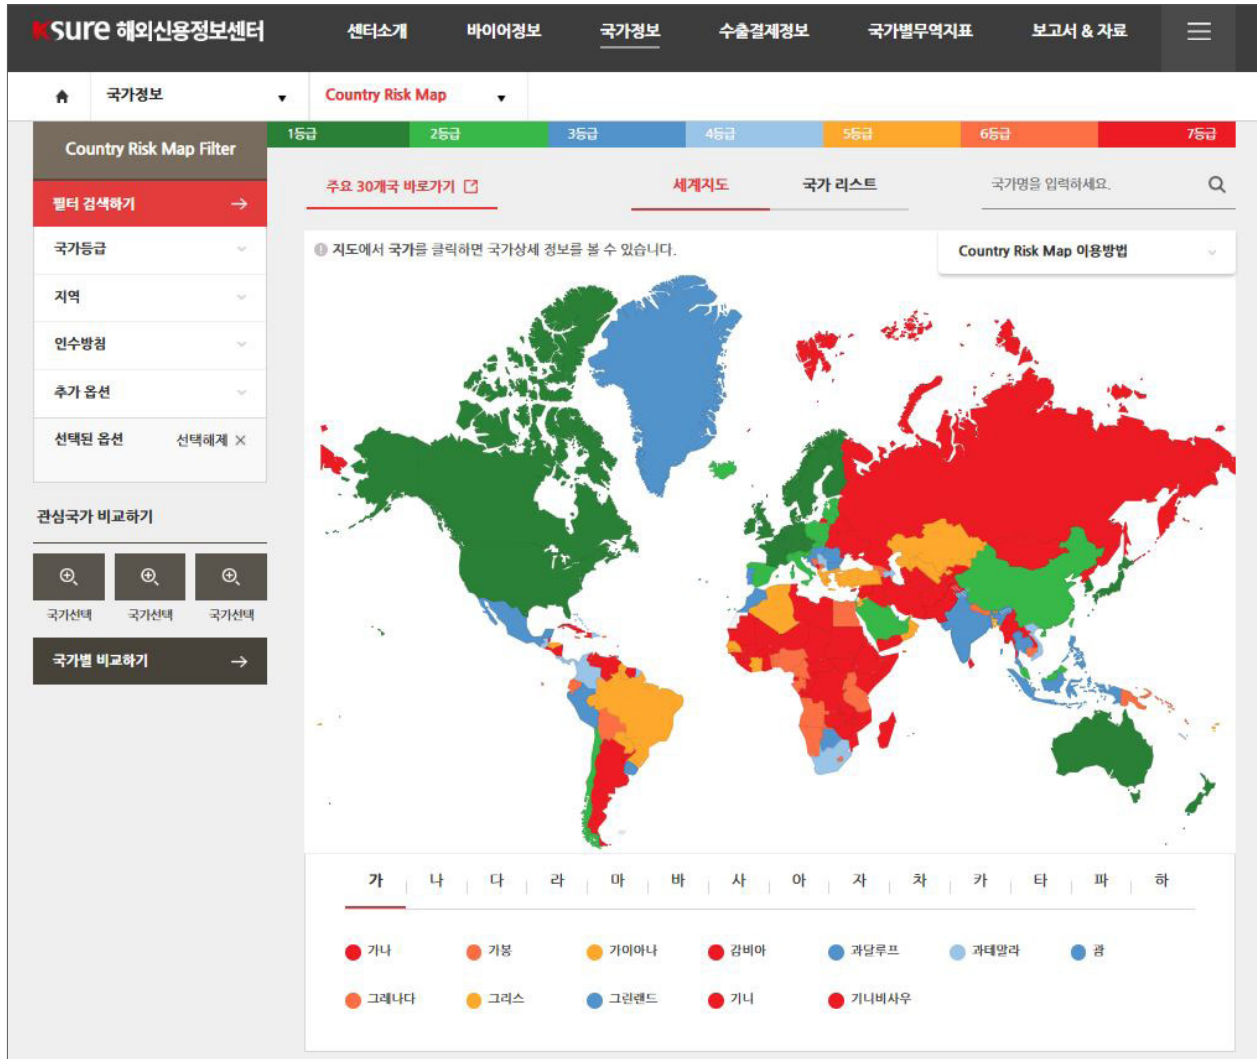 Ksure 해외신용정보센터
센터소개 바이어정보 국가정보 수출결제정보 국가별무역지표 보고서 & 자료
국가정보 Country Risk Map
Country Risk Map Filter
1등급 2등급 3등급 4등급 5등급 6등급 7등급
주요 30개국 바로가기 세계지도 국가 리스트 국가명을 입력하세요.
필터 검색하기
국가등급
지도에서 국가를 클릭하면 국가상세 정보를 볼 수 있습니다.
Country Risk Map 이용방법
지역
인수방침
추가 옵션
선택된 옵션 선택해제 ×
관심국가 비교하기
국가선택 국가선택 국가선택
국가별 비교하기
가 나 다 라 마 바 사 아 자 차 카 타 파 하
가나 가봉 가이아나 감비아 과달루프 과테말라 괌
그레나다 그리스 그린랜드 기니 기니비사우